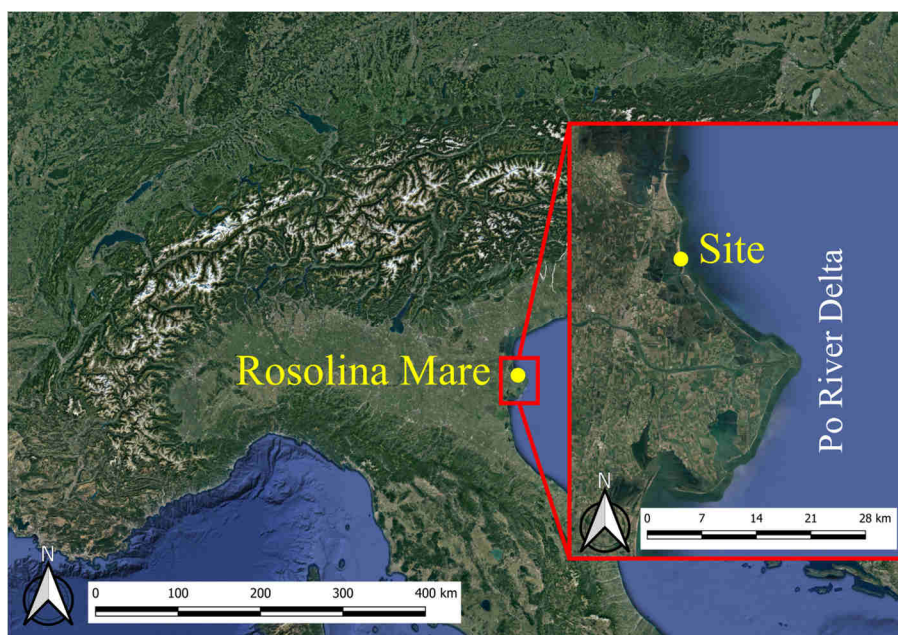 Site
Po River Delta
Rosolina Mare
N
0 7 14 21 28 km
N
0 100 200 300 400 km